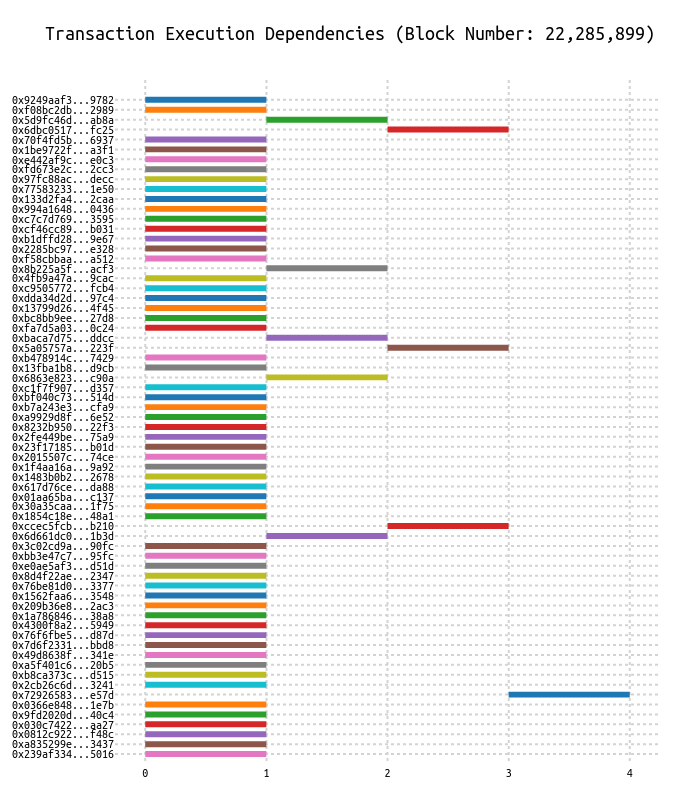 Transaction Execution Dependencies (Block Number: 22,285,899)
0x9249aaf3...9782
0xf08bc2db...2989
0x5d9fc46d...ab8a
0x6dbc0517...fc25
0x70f4fd5b...6937
0x1be9722f...a3f1
0xe442af9c...e0c3
0xfd673e2c...2cc3
0x97fc88ac...decc
0x77583233...1e50
0x133d2fa4...2caa
0x994a1648...0436
0xc7c7d769...3595
0xcf46cc89...b031
0xb1dffd28...9e67
0x2285bc97...e328
0xf58cbbaa...a512
0x8b225a5f...acf3
0x4fb9a47a...9cac
0xc9505772...fcb4
0xdda34d2d...97c4
0x13799d26...4f45
0xbc8bb9ee...27d8
0xfa7d5a03...0c24
0xbaca7d75...ddcc
0x5a05757a...223f
0xb478914c...7429
0x13fba1b8...d9cb
0x6863e823...c90a
0xc1f7f907...d357
0xbf040c73...514d
0xb7a243e3...cfa9
0xa9929d8f...6e52
0x8232b950...22f3
0x2fe449be...75a9
0x23f17185...b01d
0x2015507c...74ce
0x1f4aa16a...9a92
0x1483b0b2...2678
0x617d76ce...da88
0x01aa65ba...c137
0x30a35caa...1f75
0x1854c18e...48a1
0xccec5fcb...b210
0x6d661dc0...1b3d
0x3c02cd9a...90fc
0xbb3e47c7...95fc
0xe0ae5af3...d51d
0x8d4f22ae...2347
0x76be81d0...3377
0x1562faa6...3548
0x209b36e8...2ac3
0x1a786846...38a8
0x4300f8a2...5949
0x76f6fbe5...d87d
0x7d6f2331...bbd8
0x49d8638f...341e
0xa5f401c6...20b5
0xb8ca373c...d515
0x2cb26c6d...3241
0x72926583...e57d
0x0366e848...1e7b
0x9fd2020d...40c4
0x030c7422...aa27
0x0812c922...f48c
0xa835299e...3437
0x239af334...5016
0 1 2 3 4